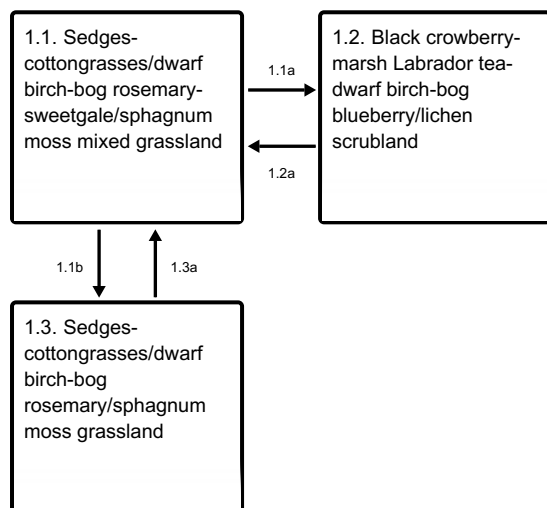 1.1. Sedges-
cottongrasses/dwarf
birch-bog rosemary-
sweetgale/sphagnum
moss mixed grassland
1.1a
1.2a
1.2. Black crowberry-
marsh Labrador tea-
dwarf birch-bog
blueberry/lichen
scrubland
1.1b
1.3a
1.3. Sedges-
cottongrasses/dwarf
birch-bog
rosemary/sphagnum
moss grassland